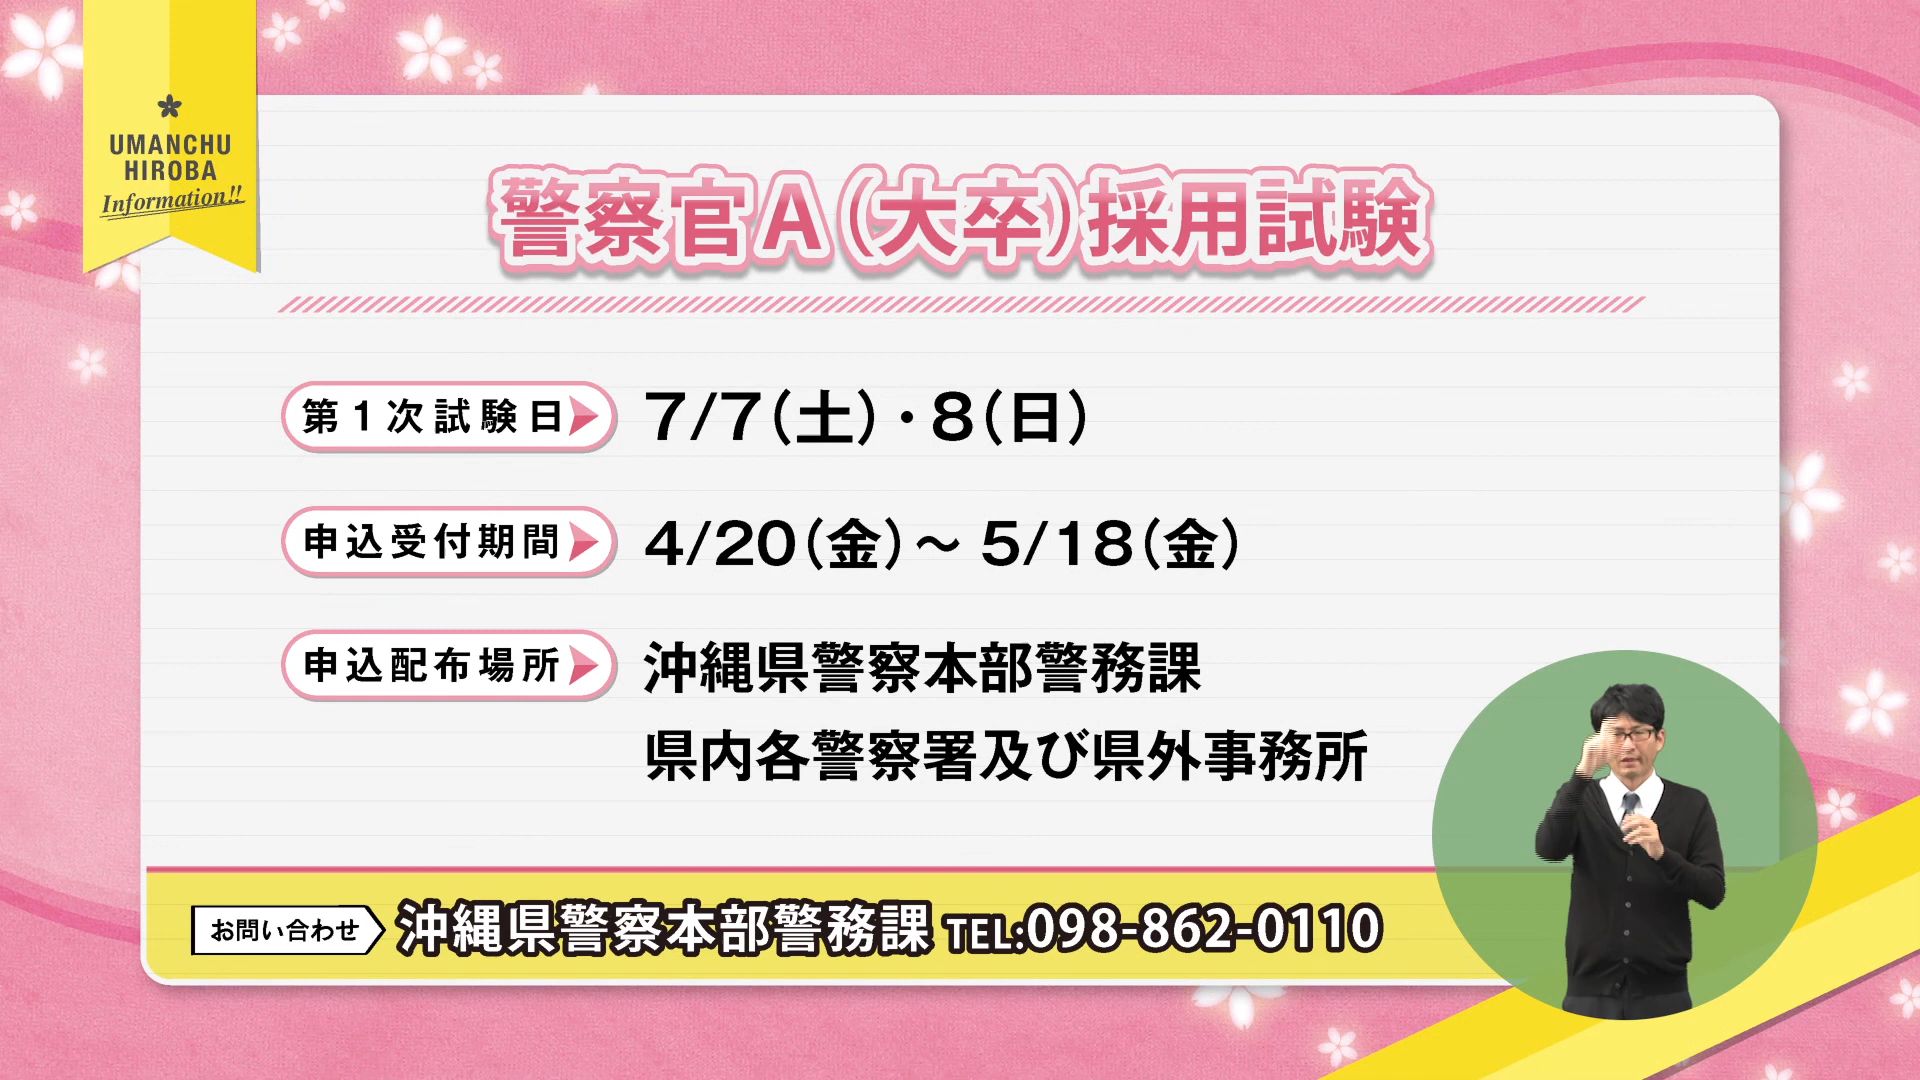 UMANCHU
HIROBA
Information!!
警察官A（大卒）採用試験
第1次試験日 7/7（土）・8（日）
申込受付期間 4/20（金）～ 5/18（金）
申込配布場所 沖縄県警察本部警務課
県内各警察署及び県外事務所
お問い合わせ 沖縄県警察本部警務課 TEL:098-862-0110